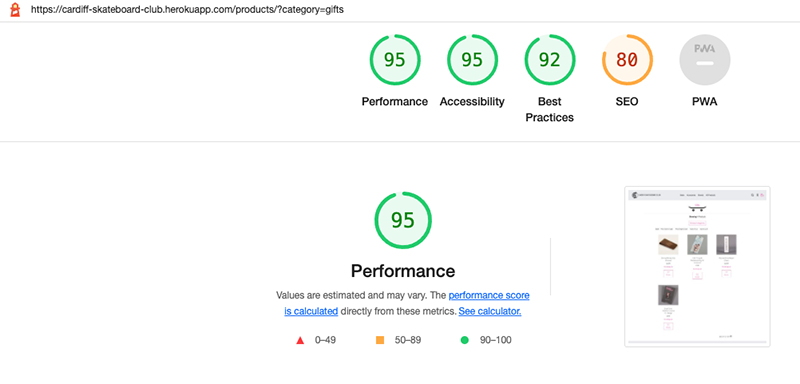 https://cardiff-skateboard-club.herokuapp.com/products/?category=gifts
95
95
92
80
PWA
Performance
Accessibility
Best
Practices
SEO
PWA
95
Performance
Values are estimated and may vary. The performance score
is calculated directly from these metrics. See calculator.
0–49
50–89
90–100